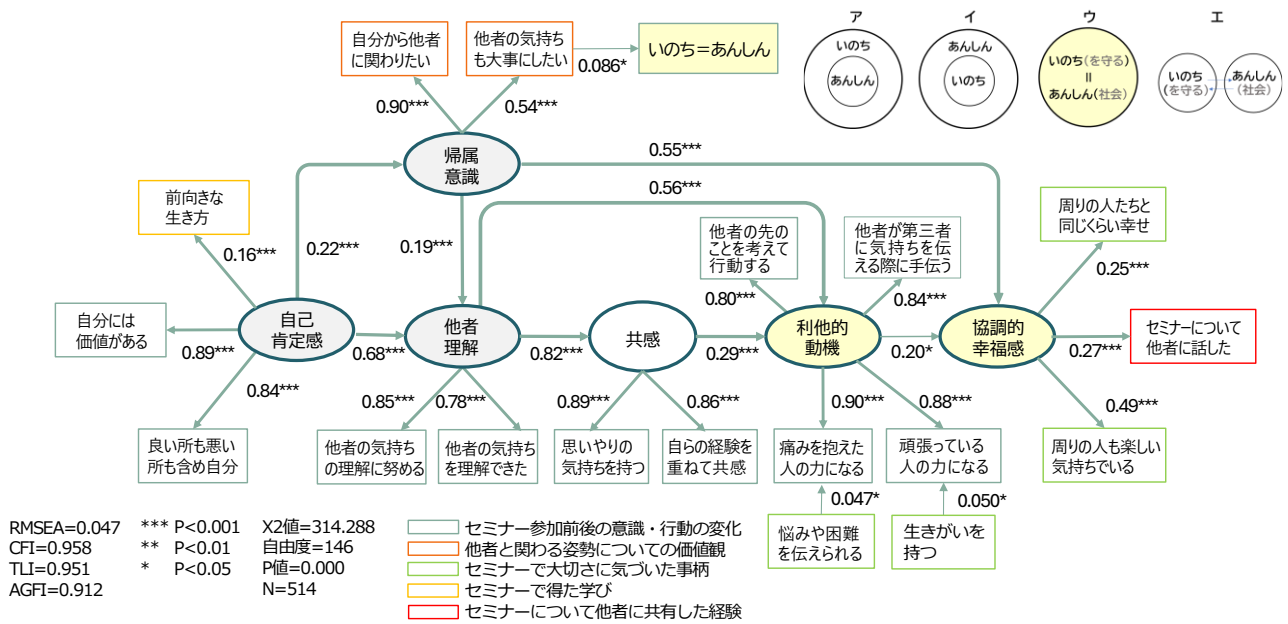 ア
イ
ウ
エ
いのち
あんしん
あんしん
いのち
いのち(を守る)
=
あんしん(社会)
いのち
(を守る)
あんしん
(社会)
自分から他者
に関わりたい
他者の気持ち
も大事にしたい
0.086*
いのち＝あんしん
0.90***
0.54***
帰属
意識
0.55***
0.56***
前向きな
生き方
0.16***
0.22***
0.19***
他者の先の
ことを考えて
行動する
他者が第三者
に気持ちを伝
える際に手伝う
周りの人たちと
同じくらい幸せ
0.80***
0.84***
0.25***
自分には
価値がある
0.89***
自己
肯定感
0.68***
他者
理解
0.82***
共感
0.29***
利他的
動機
0.20*
協調的
幸福感
0.27***
セミナーについて
他者に話した
0.84***
0.85***
0.78***
0.89***
0.86***
0.90***
0.88***
0.49***
良い所も悪い
所も含め自分
他者の気持ち
の理解に努める
他者の気持ち
を理解できた
思いやりの
気持ちを持つ
自らの経験を
重ねて共感
痛みを抱えた
人の力になる
頑張っている
人の力になる
周りの人も楽しい
気持ちでいる
0.047*
0.050*
悩みや困難
を伝えられる
生きがいを
持つ
RMSEA=0.047
CFI=0.958
TLI=0.951
AGFI=0.912
*** P<0.001
** P<0.01
* P<0.05
X2値=314.288
自由度=146
P値=0.000
N=514
セミナー参加前後の意識・行動の変化
他者と関わる姿勢についての価値観
セミナーで大切さに気づいた事柄
セミナーで得た学び
セミナーについて他者に共有した経験